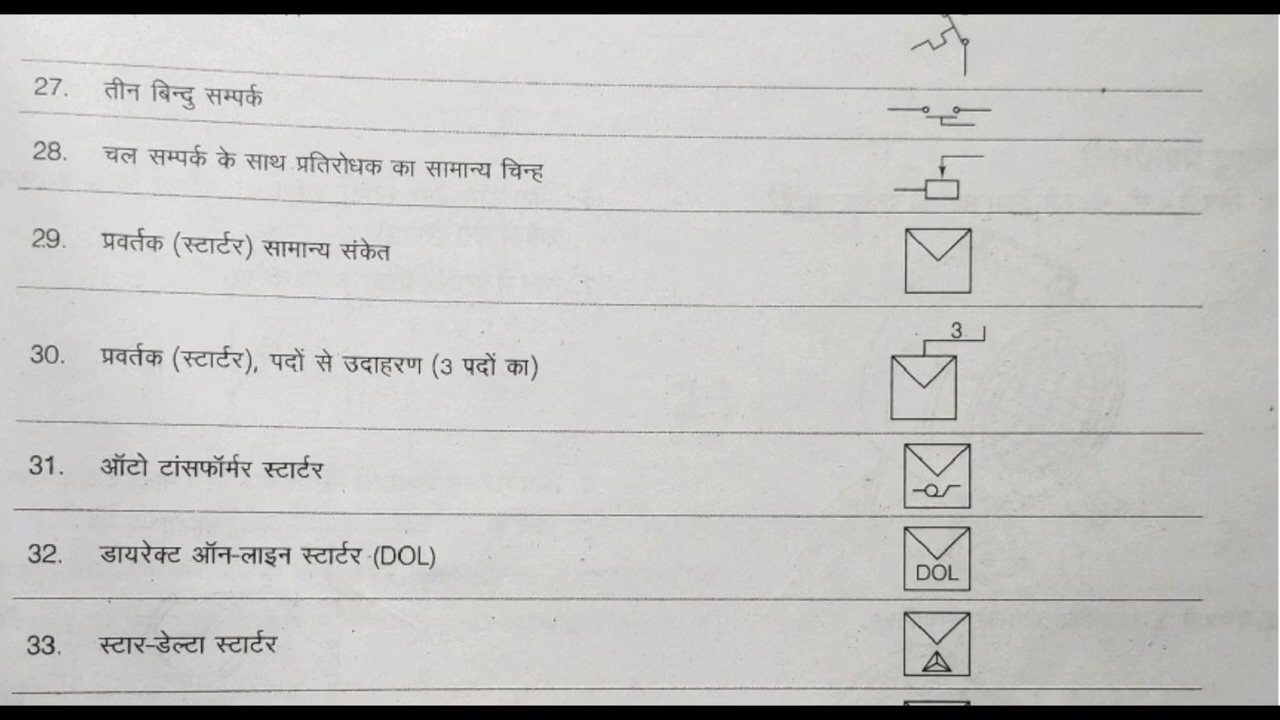 27. तीन बिन्दु सम्पर्क
28. चल सम्पर्क के साथ प्रतिरोधक का सामान्य चिन्ह
29. प्रवर्तक (स्टार्टर) सामान्य संकेत
3
30. प्रवर्तक (स्टार्टर), पदों से उदाहरण (3 पदों का)
31. ऑटो टांसफॉर्मर स्टार्टर
32. डायरेक्ट ऑन-लाइन स्टार्टर (DOL)
DOL
33. स्टार-डेल्टा स्टार्टर